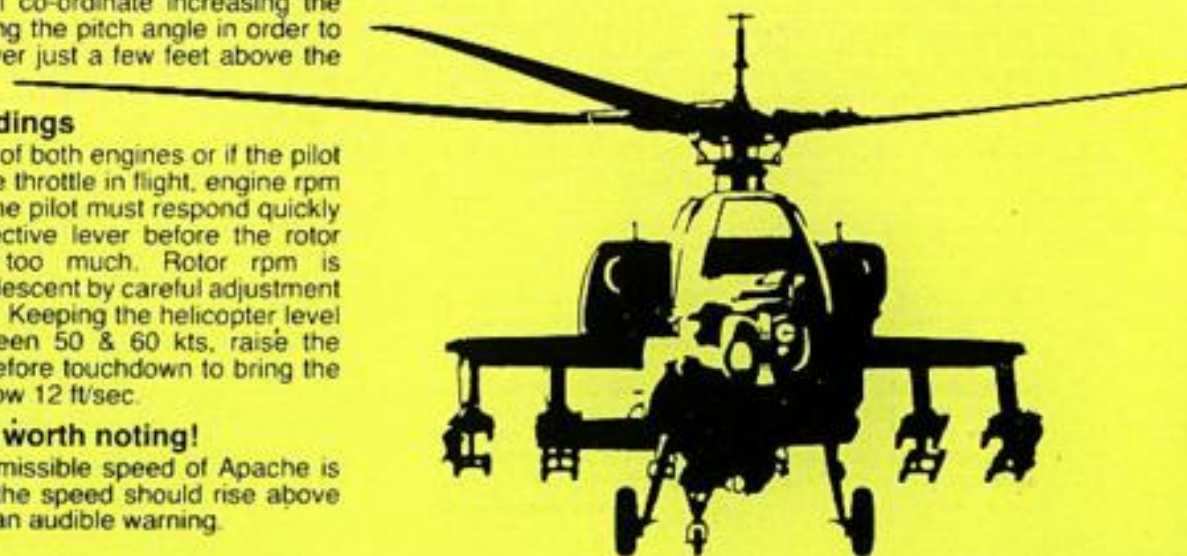 co-ordinate increasing the
ng the pitch angle in order to
ver just a few feet above the
dings
of both engines or if the pilot
e throttle in flight, engine rpm
he pilot must respond quickly
ective lever before the rotor
too much. Rotor rpm is
descent by careful adjustment
Keeping the helicopter level
een 50 & 60 kts, raise the
efore touchdown to bring the
ow 12 ft/sec.
worth noting!
missible speed of Apache is
the speed should rise above
an audible warning.